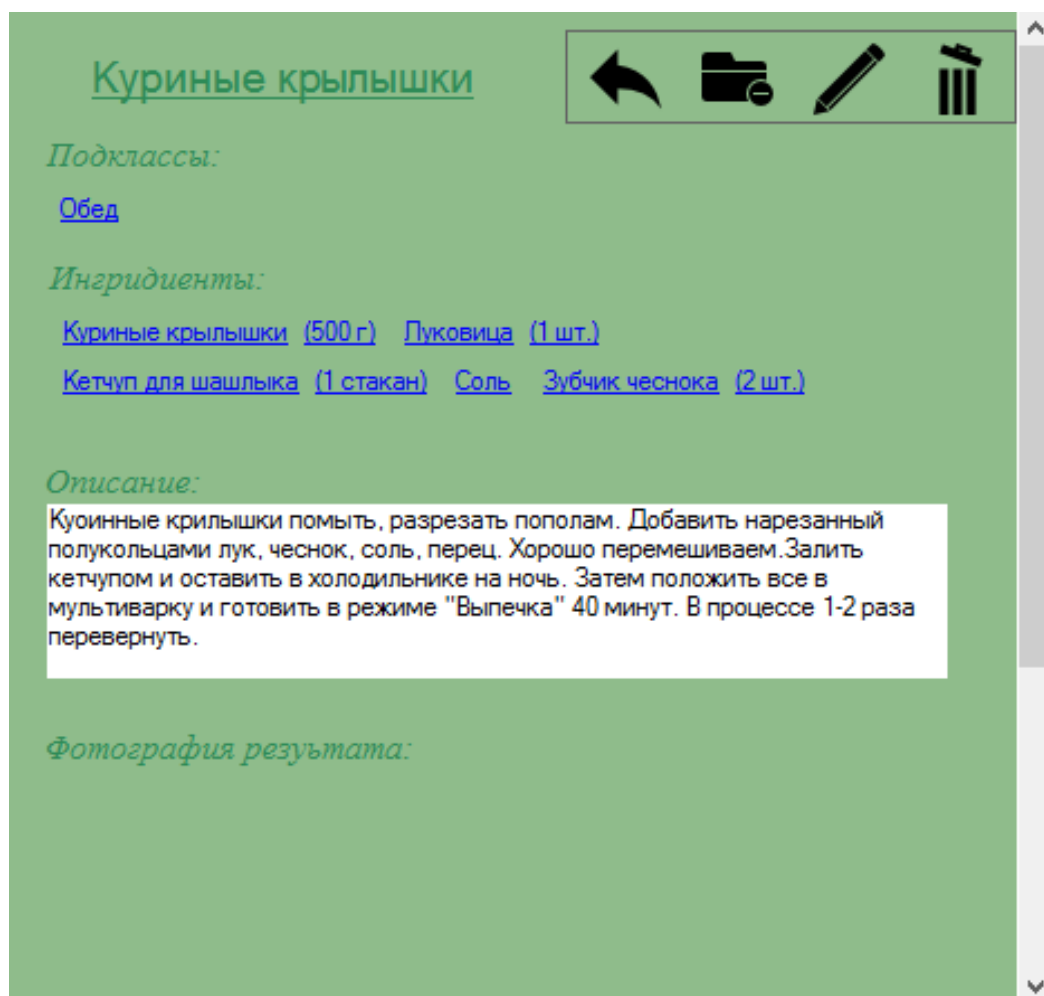 Куриные крылышки
Подклассы:
Обед
Ингридиенты:
Куриные крылышки (500 г) Луковица (1 шт.)
Кетчуп для шашлыка (1 стакан) Соль Зубчик чеснока (2 шт.)
Описание:
Куоинные крилышки помыть, разрезать пополам. Добавить нарезанный
полукольцами лук, чеснок, соль, перец. Хорошо перемешиваем.Залить
кетчупом и оставить в холодильнике на ночь. Затем положить все в
мультиварку и готовить в режиме "Выпечка" 40 минут. В процессе 1-2 раза
перевернуть.
Фотография резуьтата: